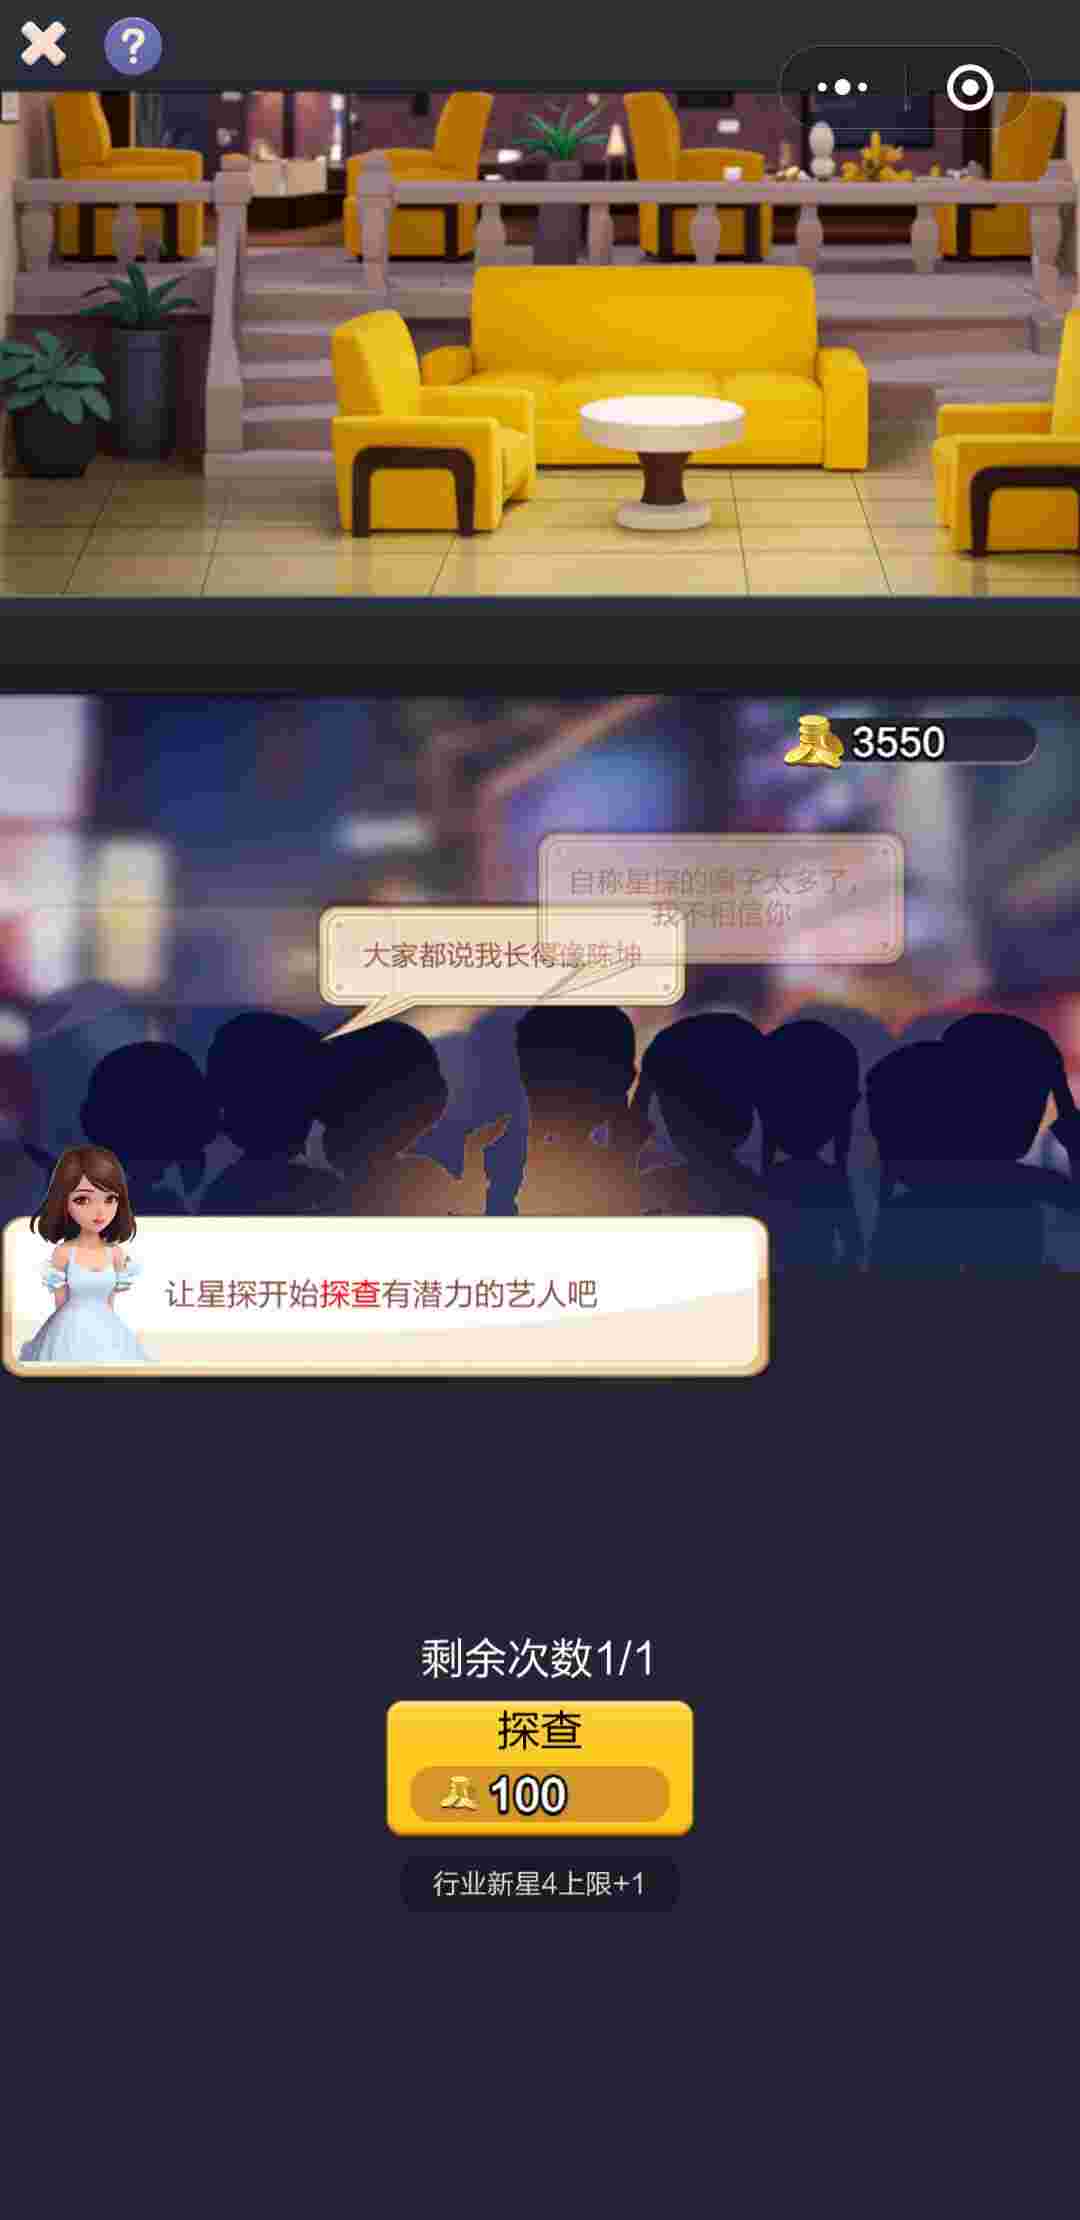 ?
3550
自称星探的骗子太多了，
我不相信你
大家都说我长得像陈坤
让星探开始探查有潜力的艺人吧
剩余次数1/1
探查
100
行业新星4上限+1